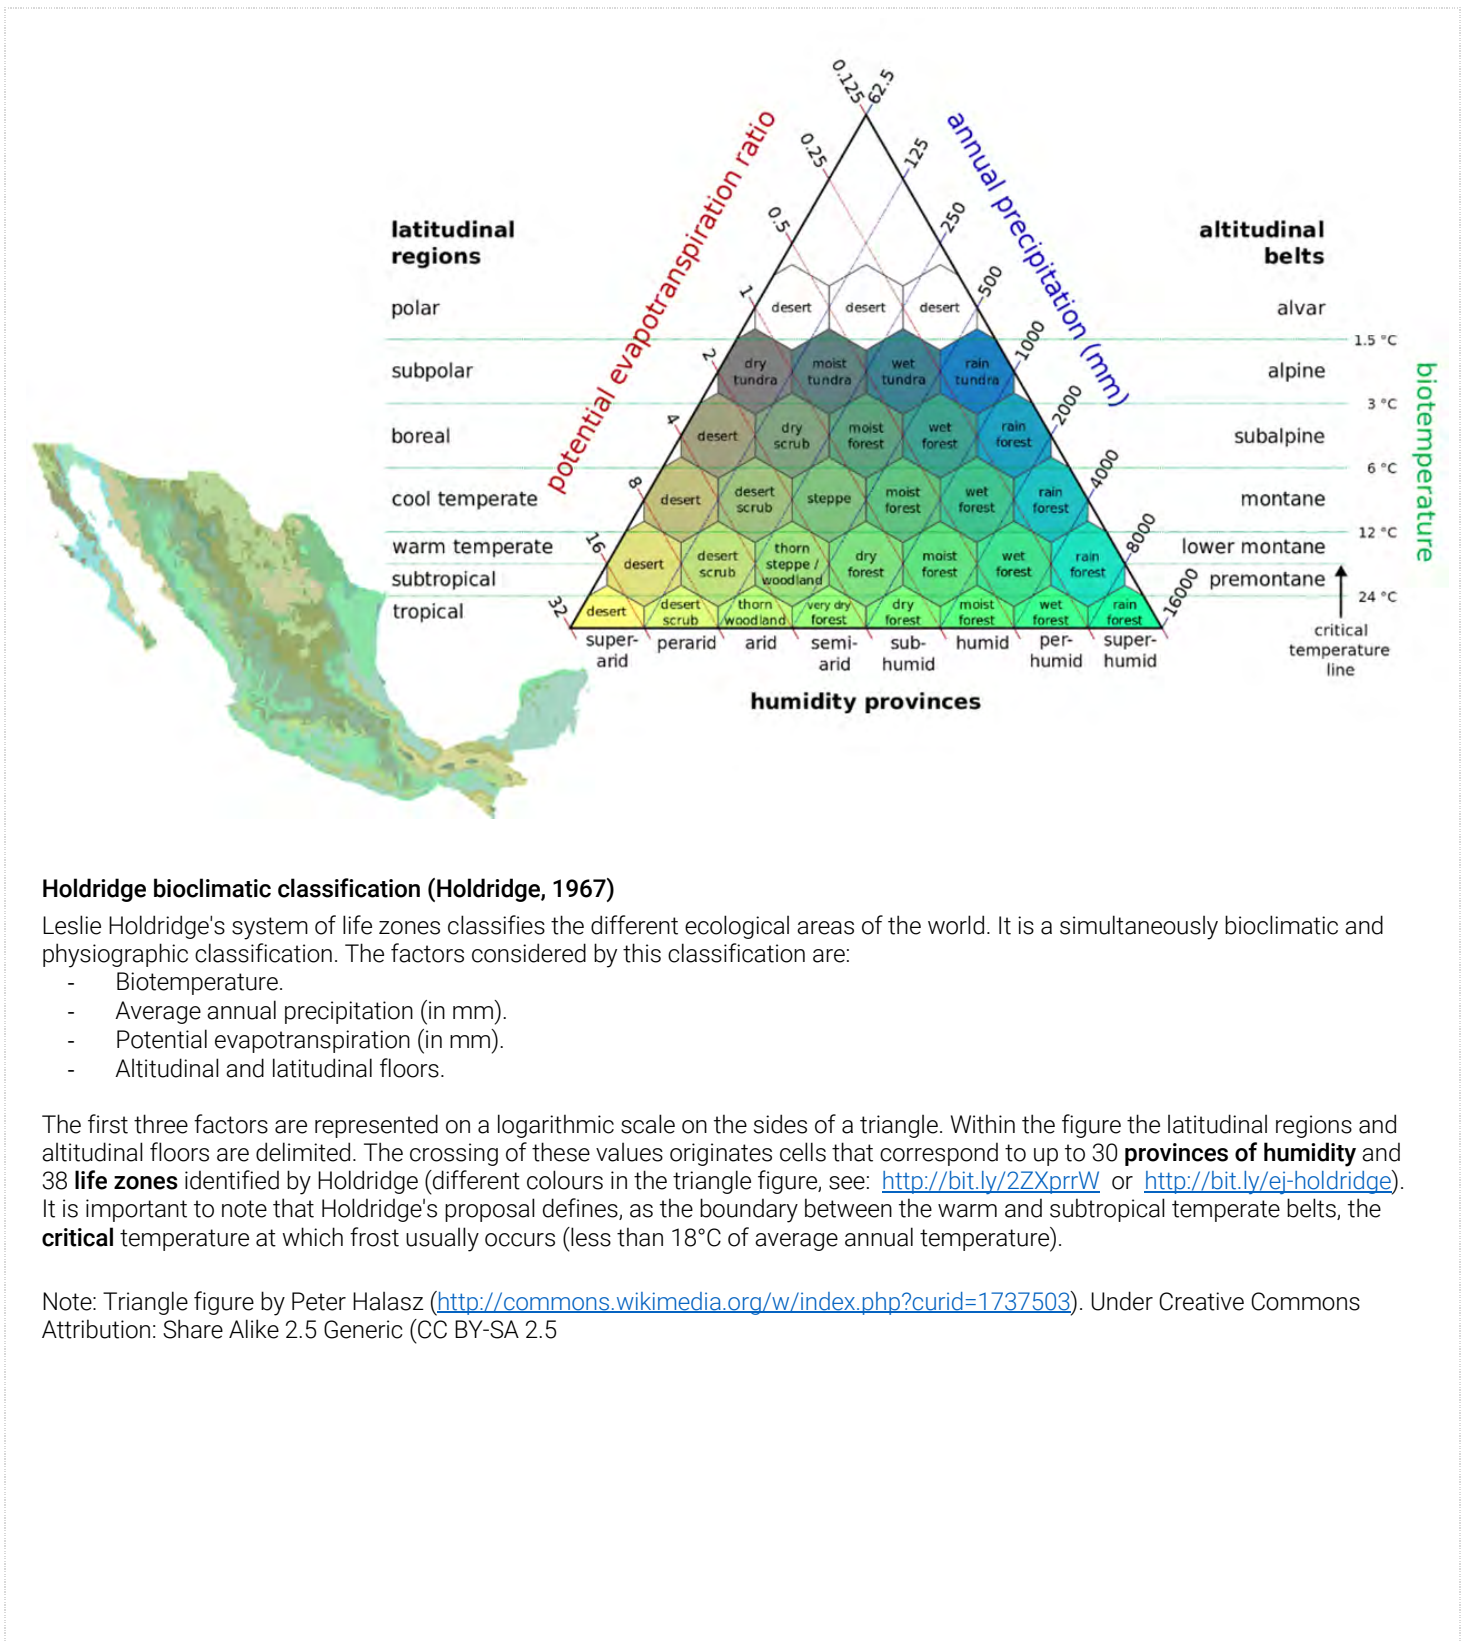 0.125
62.5
0.25
125
0.5
250
1
500
2
1000
4
2000
8
4000
16
8000
32
16000
potential evapotranspiration ratio
annual precipitation (mm)
latitudinal
regions
altitudinal
belts
polar
desert
desert
desert
alvar
1.5 °C
subpolar
dry
tundra
moist
tundra
wet
tundra
rain
tundra
alpine
3 °C
boreal
desert
dry
scrub
moist
forest
wet
forest
rain
forest
subalpine
6 °C
cool temperate
desert
desert
scrub
steppe
moist
forest
wet
forest
rain
forest
montane
12 °C
warm temperate
subtropical
desert
desert
scrub
thorn
steppe /
woodland
dry
forest
moist
forest
wet
forest
rain
forest
lower montane
premontane
24 °C
tropical
desert
desert
scrub
thorn
woodland
very dry
forest
dry
forest
moist
forest
wet
forest
rain
forest
biotemperature
critical
temperature
line
super-
arid
perarid
arid
semi-
arid
sub-
humid
humid
per-
humid
super-
humid
humidity provinces
Holdridge bioclimatic classification (Holdridge, 1967)
Leslie Holdridge's system of life zones classifies the different ecological areas of the world. It is a simultaneously bioclimatic and
physiographic classification. The factors considered by this classification are:
- Biotemperature.
- Average annual precipitation (in mm).
- Potential evapotranspiration (in mm).
- Altitudinal and latitudinal floors.
The first three factors are represented on a logarithmic scale on the sides of a triangle. Within the figure the latitudinal regions and
altitudinal floors are delimited. The crossing of these values originates cells that correspond to up to 30 provinces of humidity and
38 life zones identified by Holdridge (different colours in the triangle figure, see: http://bit.ly/2ZXprrW or http://bit.ly/ej-holdridge).
It is important to note that Holdridge's proposal defines, as the boundary between the warm and subtropical temperate belts, the
critical temperature at which frost usually occurs (less than 18°C of average annual temperature).
Note: Triangle figure by Peter Halasz (http://commons.wikimedia.org/w/index.php?curid=1737503). Under Creative Commons
Attribution: Share Alike 2.5 Generic (CC BY-SA 2.5